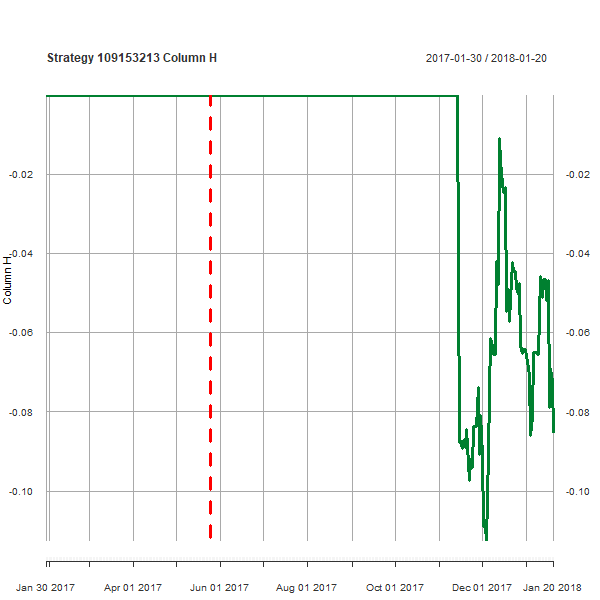 Strategy 109153213 Column H
2017-01-30 / 2018-01-20
-0.02
-0.04
-0.06
-0.08
-0.10
Column H
-0.02
-0.04
-0.06
-0.08
-0.10
Jan 30 2017
Apr 01 2017
Jun 01 2017
Aug 01 2017
Oct 01 2017
Dec 01 2017
Jan 20 2018